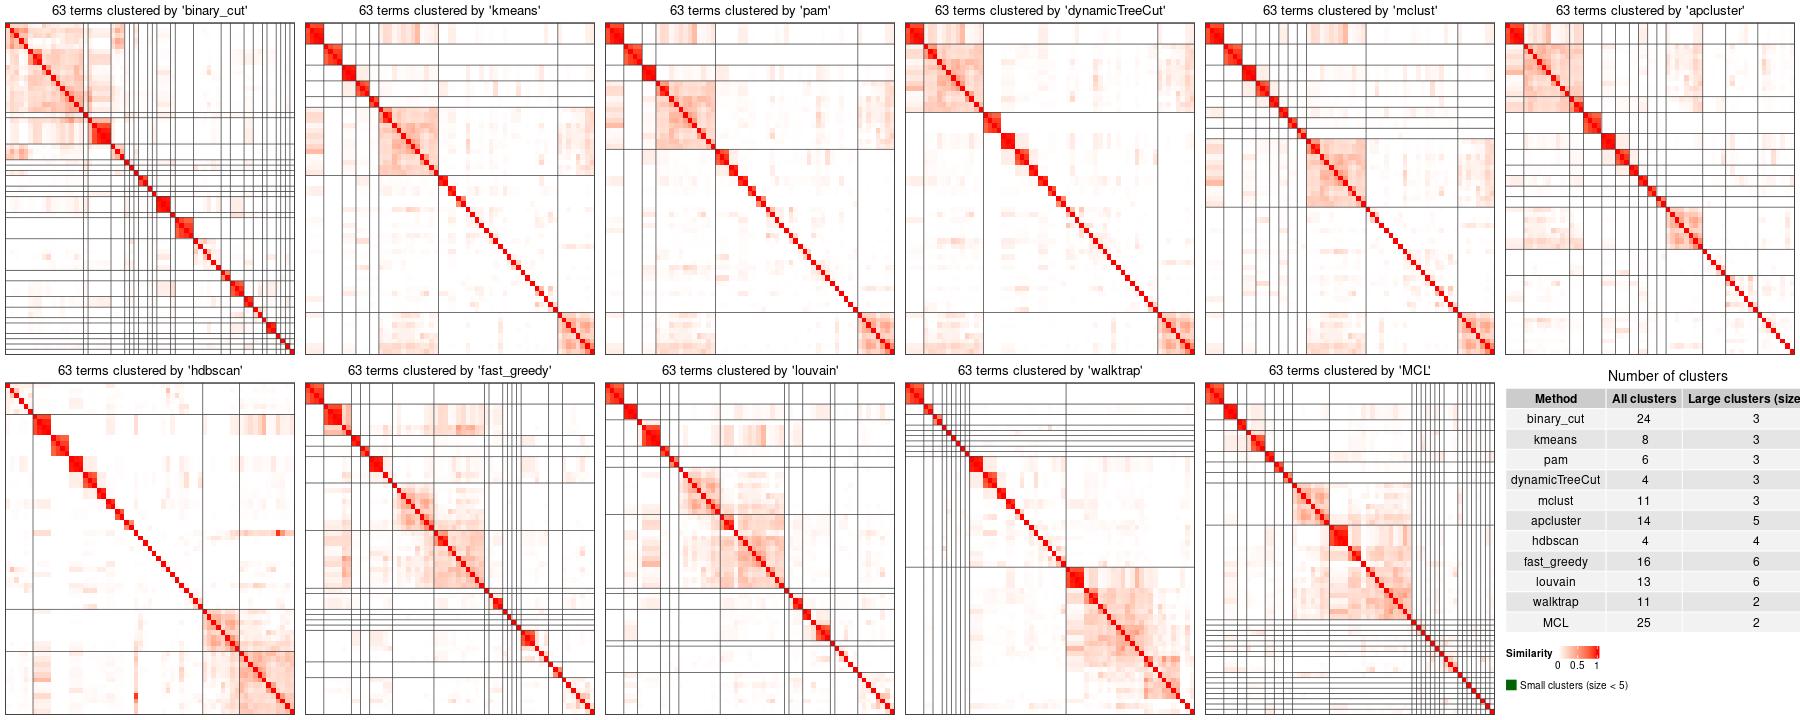 63 terms clustered by 'binary_cut'
63 terms clustered by 'kmeans'
63 terms clustered by 'pam'
63 terms clustered by 'dynamicTreeCut'
63 terms clustered by 'mclust'
63 terms clustered by 'apcluster'
63 terms clustered by 'hdbscan'
63 terms clustered by 'fast_greedy'
63 terms clustered by 'louvain'
63 terms clustered by 'walktrap'
63 terms clustered by 'MCL'
Number of clusters
Method All clusters Large clusters (size
binary_cut 24 3
kmeans 8 3
pam 6 3
dynamicTreeCut 4 3
mclust 11 3
apcluster 14 5
hdbscan 4 4
fast_greedy 16 6
louvain 13 6
walktrap 11 2
MCL 25 2
Similarity
0 0.5 1
Small clusters (size < 5)